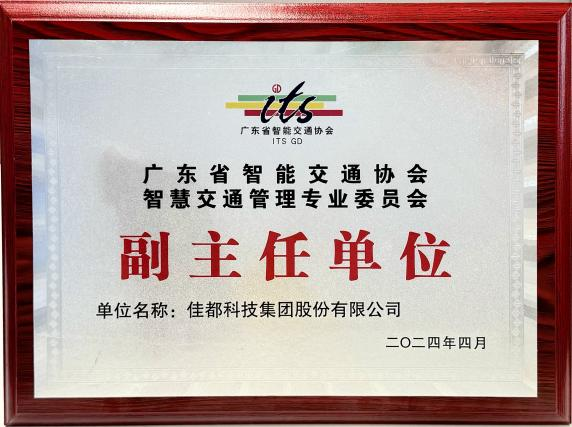 GD
its
广东省智能交通协会
ITS GD
广东省智能交通协会
智慧交通管理专业委员会
副主任单位
单位名称：佳都科技集团股份有限公司
二〇二四年四月